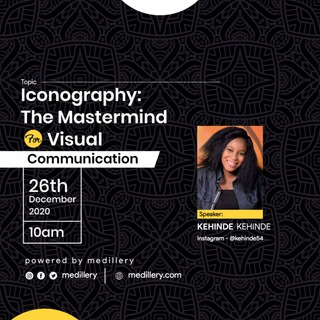 Topic
Iconography:
The Mastermind
For Visual
Communication
26th
December
2020
10am
Speaker:
KEHINDE KEHINDE
Instagram - @kehinde54
powered by medillery
medillery
medillery.com